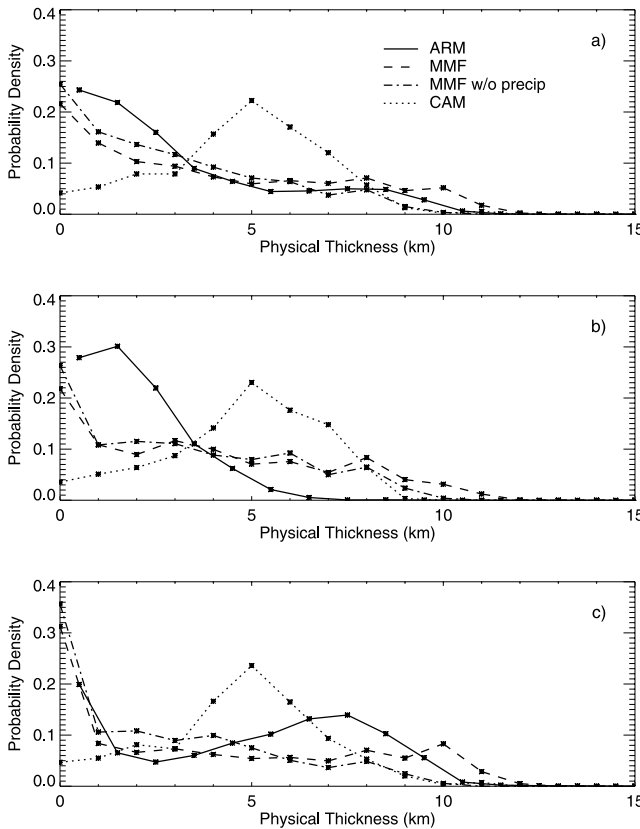 a)
ARM
MMF
MMF w/o precip
CAM
Probability Density
0.4
0.3
0.2
0.1
0.0
0 5 10 15
Physical Thickness (km)
b)
Probability Density
0.4
0.3
0.2
0.1
0.0
0 5 10 15
Physical Thickness (km)
c)
Probability Density
0.4
0.3
0.2
0.1
0.0
0 5 10 15
Physical Thickness (km)